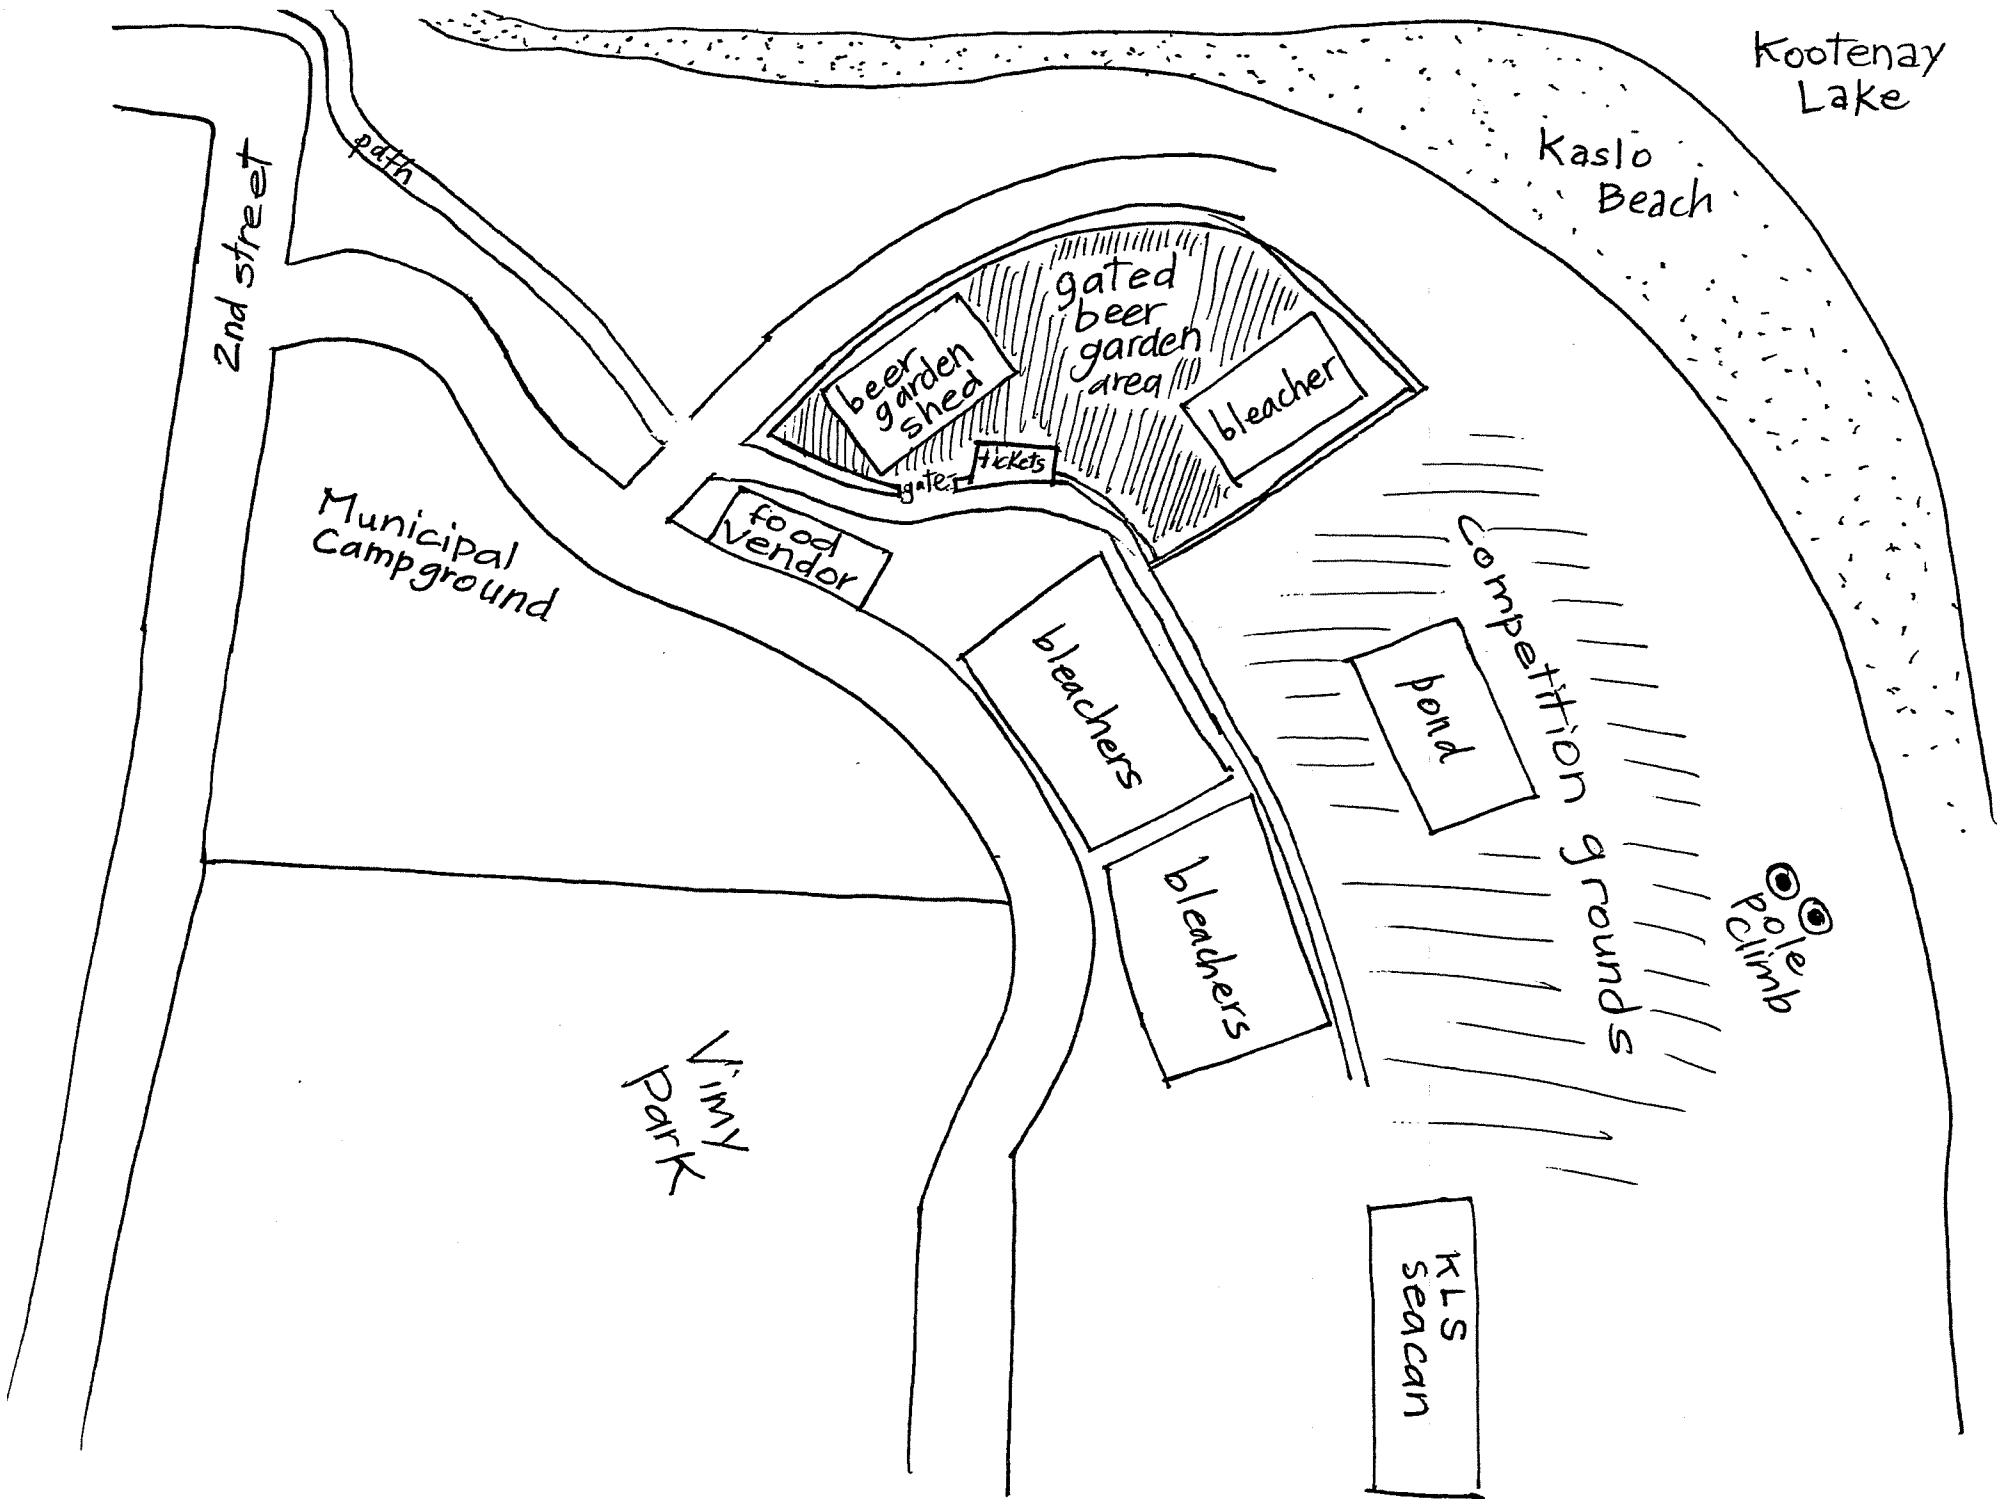 Kootenay
Lake
Kaslo
Beach
path
2nd street
gated
beer
garden
area
beer
garden
shed
bleacher
tickets
gate
food
vendor
Municipal
Campground
bleachers
Competition grounds
pond
bleachers
pole
climb
Vimy
Park
KLS
seacan